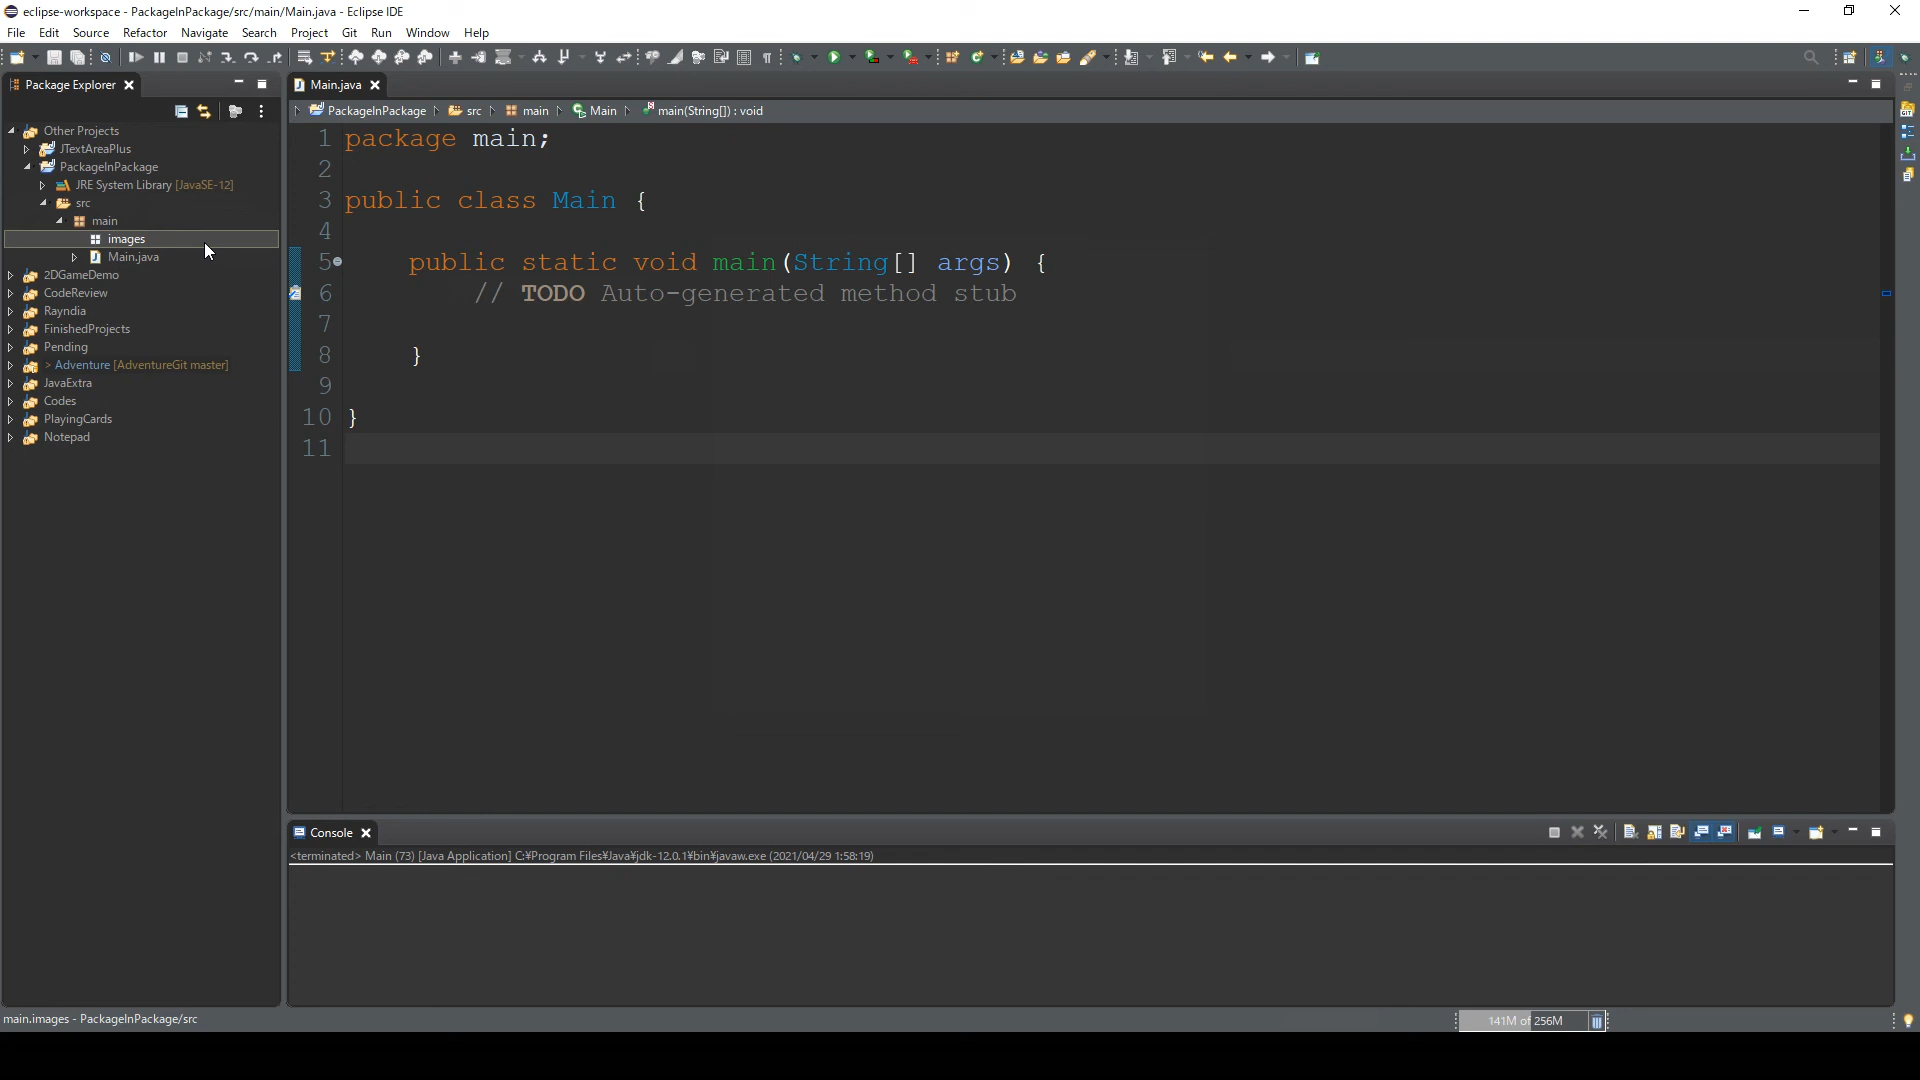 eclipse-workspace - PackageInPackage/src/main/Main.java - Eclipse IDE
File Edit Source Refactor Navigate Search Project Git Run Window Help
Package Explorer
Main.java
PackageInPackage src main Main main(String[]) : void
Other Projects
JTextAreaPlus
PackageInPackage
JRE System Library [JavaSE-12]
src
main
images
Main.java
2DGameDemo
CodeReview
Rayndia
FinishedProjects
Pending
> Adventure [AdventureGit master]
JavaExtra
Codes
PlayingCards
Notepad
1 package main;
2
3 public class Main {
4
5 public static void main(String[] args) {
6 // TODO Auto-generated method stub
7
8 }
9
10 }
11
Console
<terminated> Main (73) [Java Application] C:¥Program Files¥Java¥jdk-12.0.1¥bin¥javaw.exe (2021/04/29 1:58:19)
main.images - PackageInPackage/src
141M of 256M